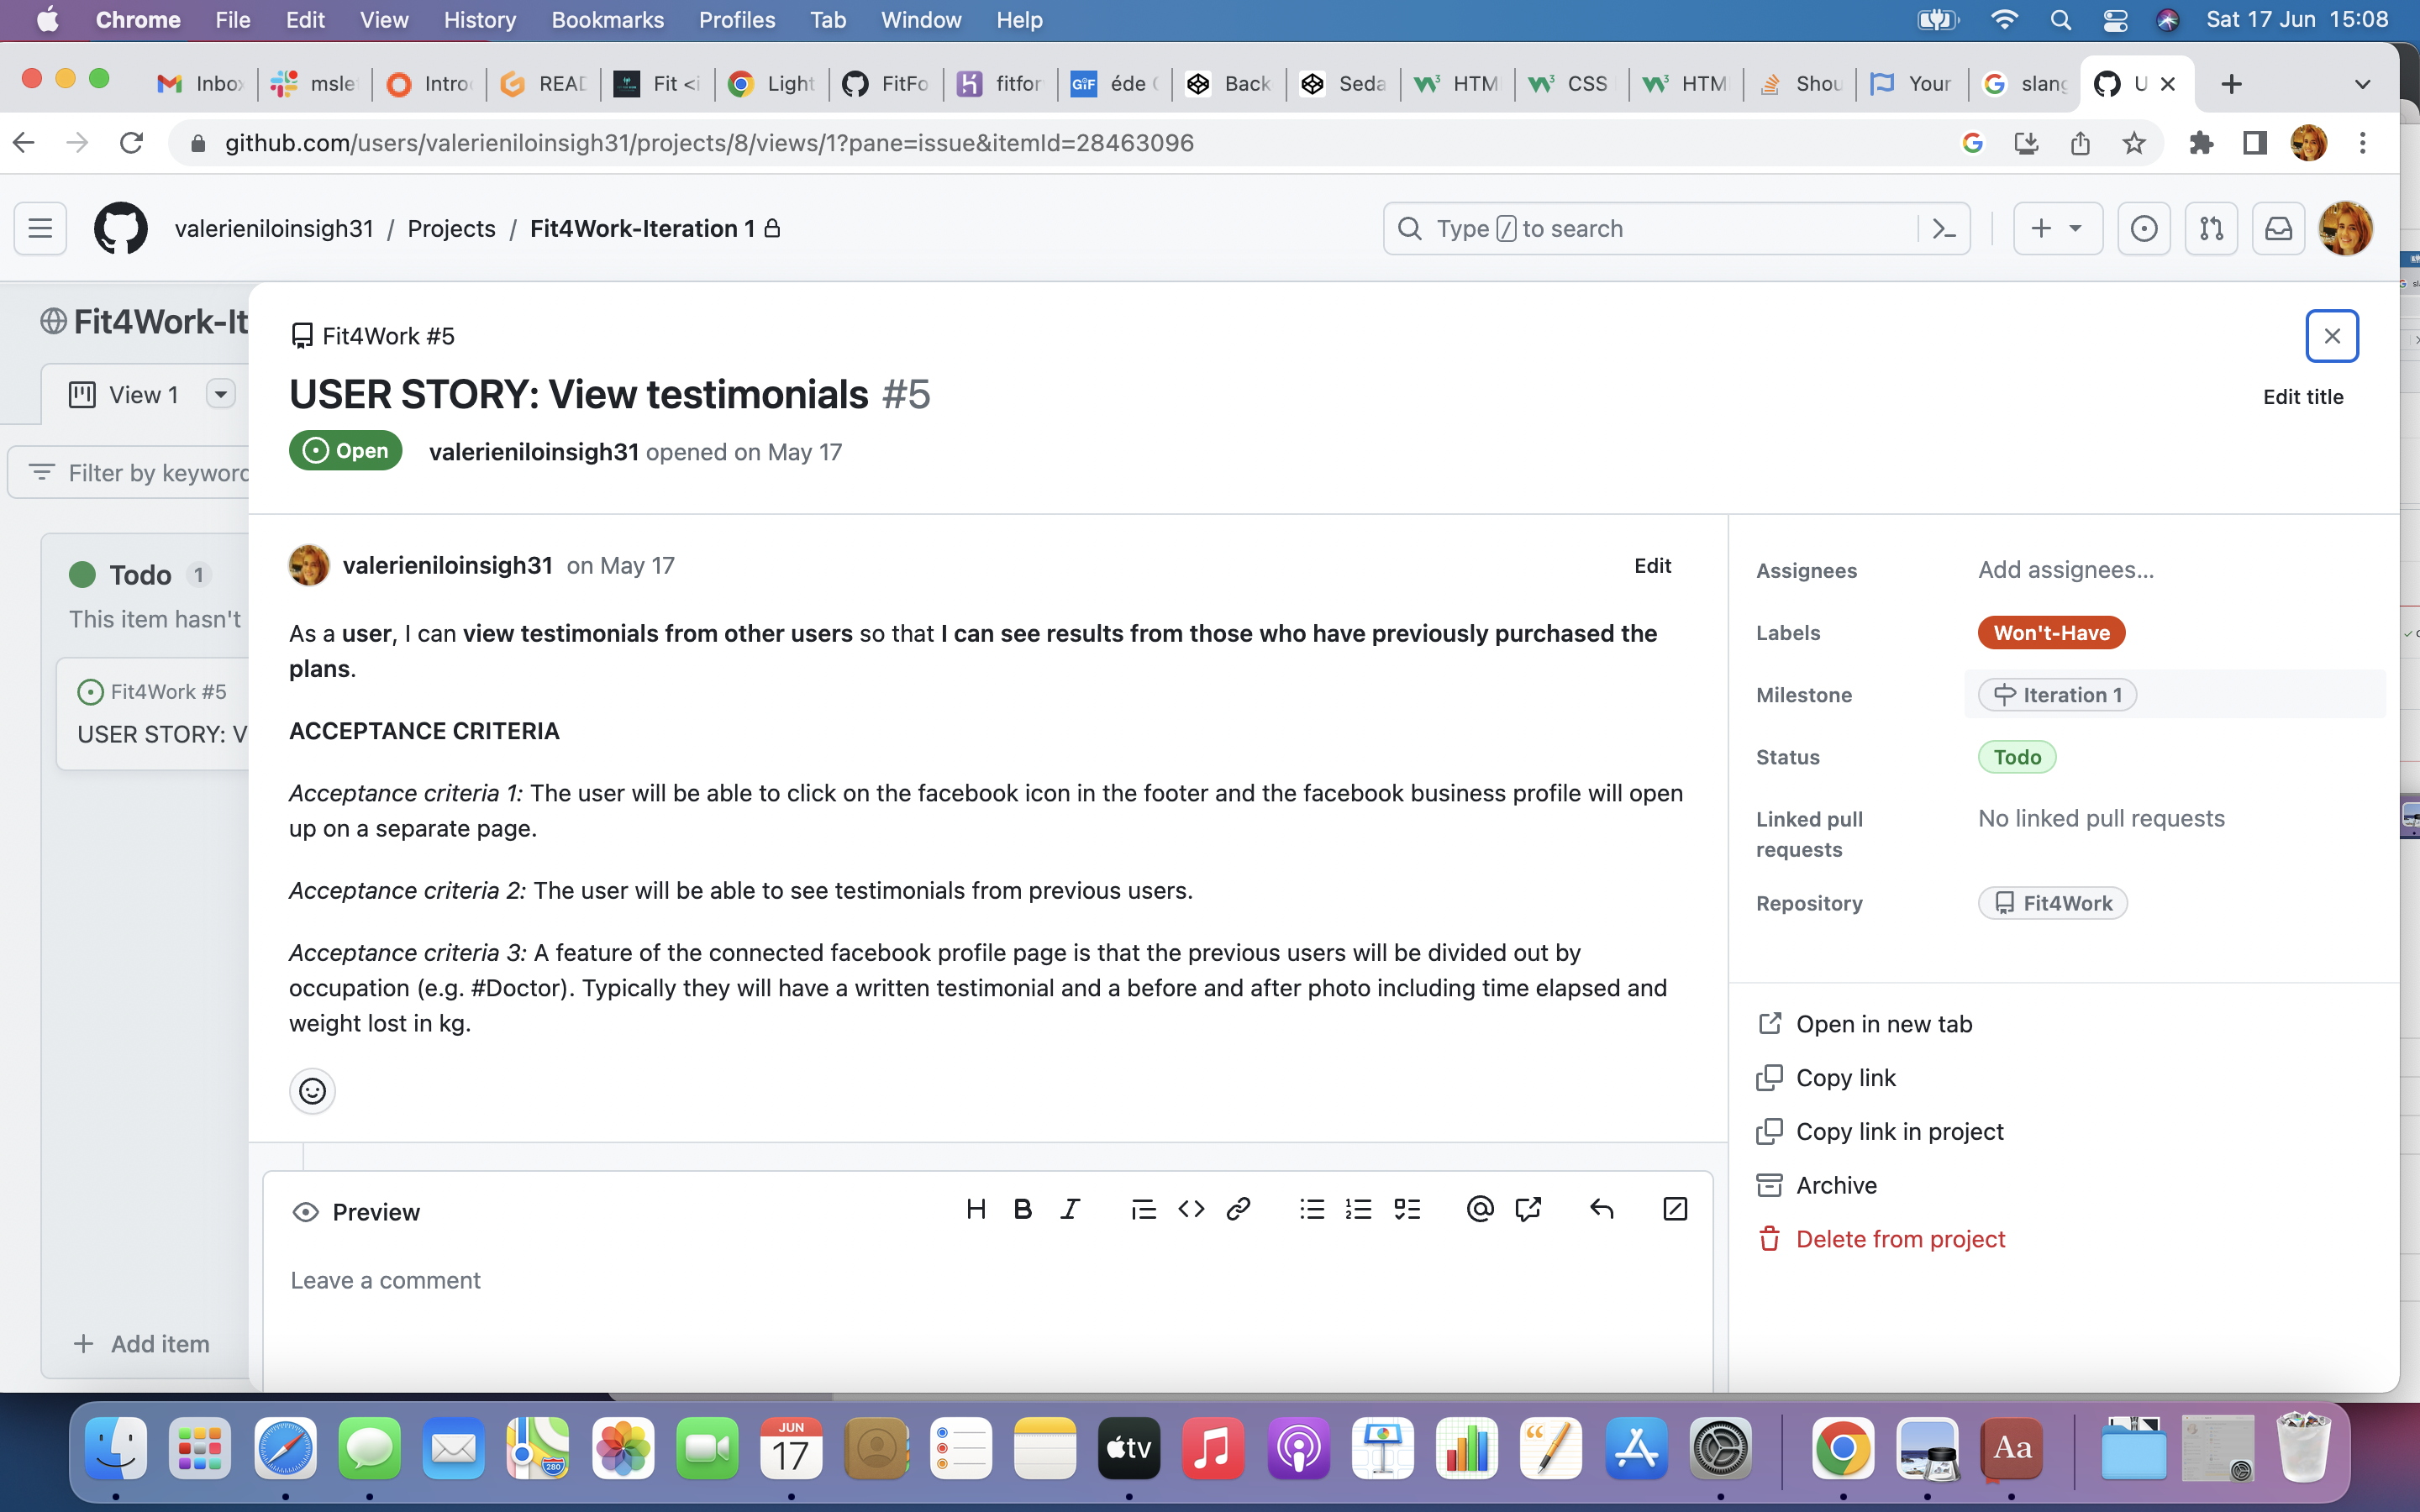 Chrome File Edit View History Bookmarks Profiles Tab Window Help Sat 17 Jun 15:08
Inbox msle Intro READ Fit <i Light FitFo fitfor GIF éde Back Seda HTM CSS HTM Shou Your slang U
github.com/users/valerieniloinsigh31/projects/8/views/1?pane=issue&itemId=28463096
valerieniloinsigh31 / Projects / Fit4Work-Iteration 1 Type / to search
Fit4Work-It
View 1
Filter by keyword
Todo 1
This item hasn't
Fit4Work #5
USER STORY: V
Add item
Fit4Work #5
USER STORY: View testimonials #5
Edit title
Open valerieniloinsigh31 opened on May 17
valerieniloinsigh31 on May 17 Edit
As a user, I can view testimonials from other users so that I can see results from those who have previously purchased the
plans.
ACCEPTANCE CRITERIA
Acceptance criteria 1: The user will be able to click on the facebook icon in the footer and the facebook business profile will open
up on a separate page.
Acceptance criteria 2: The user will be able to see testimonials from previous users.
Acceptance criteria 3: A feature of the connected facebook profile page is that the previous users will be divided out by
occupation (e.g. #Doctor). Typically they will have a written testimonial and a before and after photo including time elapsed and
weight lost in kg.
Preview
Leave a comment
Assignees Add assignees...
Labels Won't-Have
Milestone Iteration 1
Status Todo
Linked pull
requests No linked pull requests
Repository Fit4Work
Open in new tab
Copy link
Copy link in project
Archive
Delete from project
JUN
17
280
tv
Aa